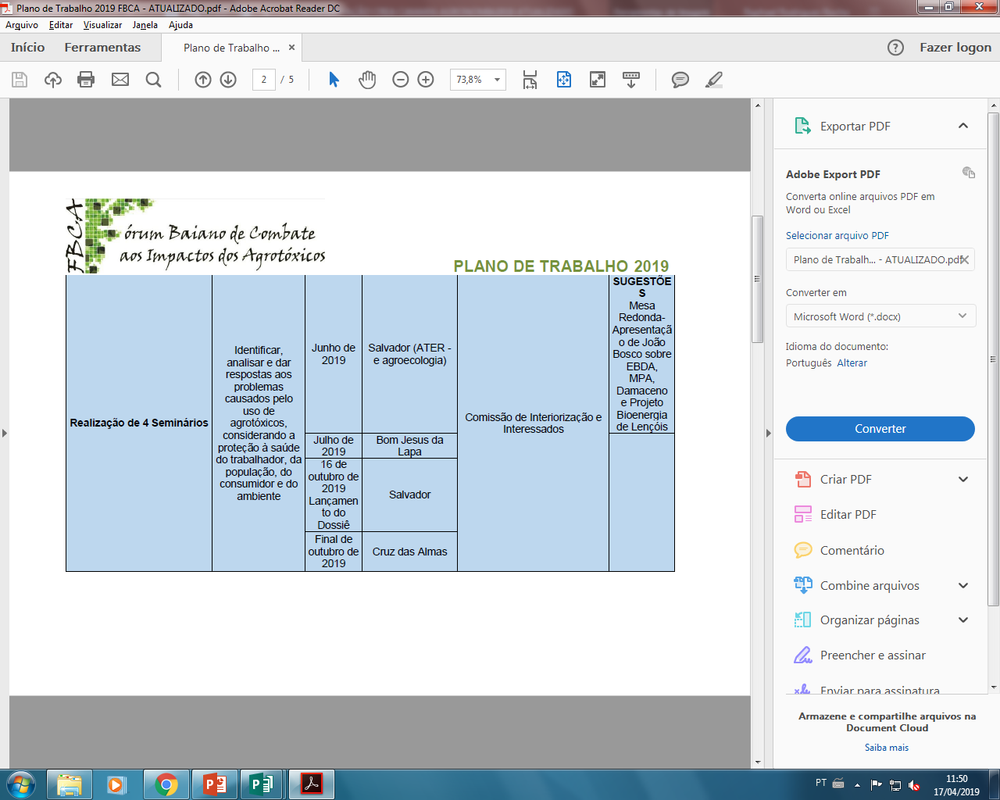 Plano de Trabalho 2019 FBCA - ATUALIZADO.pdf - Adobe Acrobat Reader DC
Arquivo Editar Visualizar Janela Ajuda
Início Ferramentas Plano de Trabalho ... × Fazer logon
2 / 5 73,8%
FBCA
órum Baiano de Combate
aos Impactos dos Agrotóxicos
PLANO DE TRABALHO 2019
Realização de 4 Seminários
Identificar,
analisar e dar
respostas aos
problemas
causados pelo
uso de
agrotóxicos,
considerando a
proteção à saúde
do trabalhador, da
população, do
consumidor e do
ambiente
Junho de
2019
Salvador (ATER -
e agroecologia)
Julho de
2019
Bom Jesus da
Lapa
16 de
outubro de
2019
Lançamen
to do
Dossiê
Salvador
Final de
outubro de
2019
Cruz das Almas
Comissão de Interiorização e
Interessados
SUGESTÕE
S
Mesa
Redonda-
Apresentaçã
o de João
Bosco sobre
EBDA,
MPA,
Damaceno
e Projeto
Bioenergia
de Lençóis
Exportar PDF
Adobe Export PDF
Converta online arquivos PDF em
Word ou Excel
Selecionar arquivo PDF
Plano de Trabalh... - ATUALIZADO.pdf
Converter em
Microsoft Word (*.docx)
Idioma do documento:
Português Alterar
Converter
Criar PDF
Editar PDF
Comentário
Combine arquivos
Organizar páginas
Preencher e assinar
Enviar para assinatura
Armazene e compartilhe arquivos na
Document Cloud
Saiba mais
PT
11:50
17/04/2019